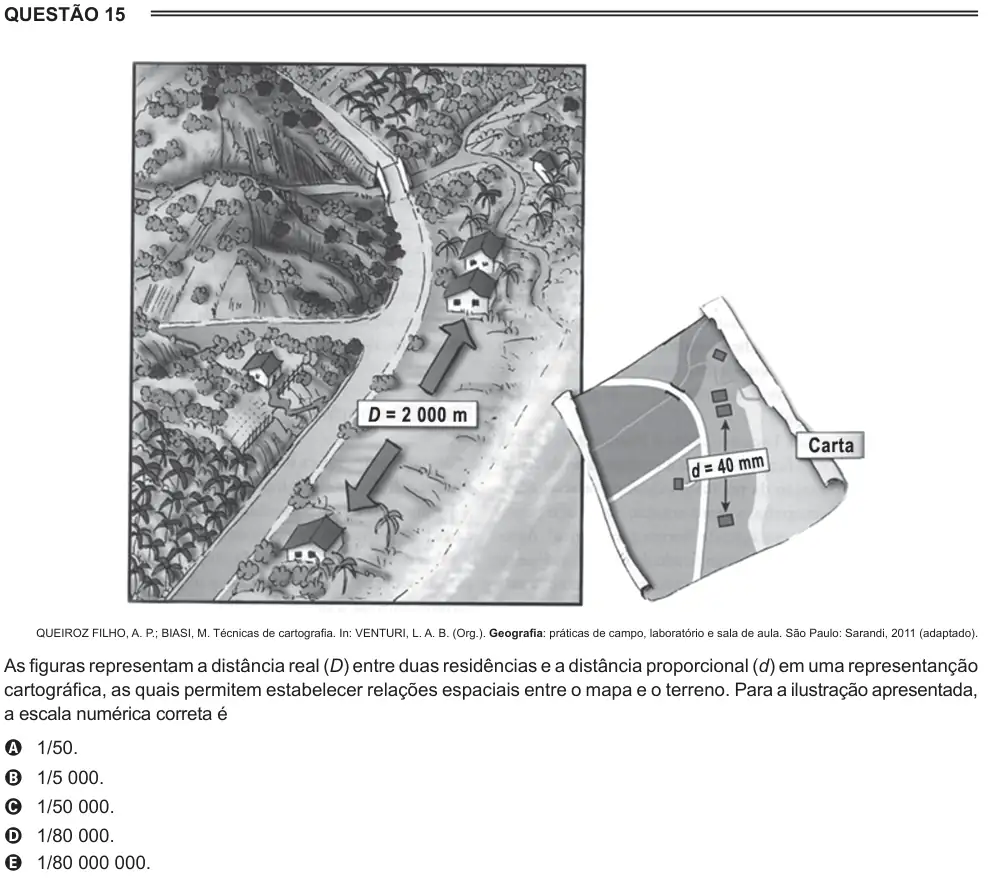 QUESTÃO 15
D = 2 000 m
Carta
d = 40 mm
QUEIROZ FILHO, A. P.; BIASI, M. Técnicas de cartografia. In: VENTURI, L. A. B. (Org.). Geografia: práticas de campo, laboratório e sala de aula. São Paulo: Sarandi, 2011 (adaptado).
As figuras representam a distância real (D) entre duas residências e a distância proporcional (d) em uma representanção
cartográfica, as quais permitem estabelecer relações espaciais entre o mapa e o terreno. Para a ilustração apresentada,
a escala numérica correta é
A 1/50.
B 1/5 000.
C 1/50 000.
D 1/80 000.
E 1/80 000 000.